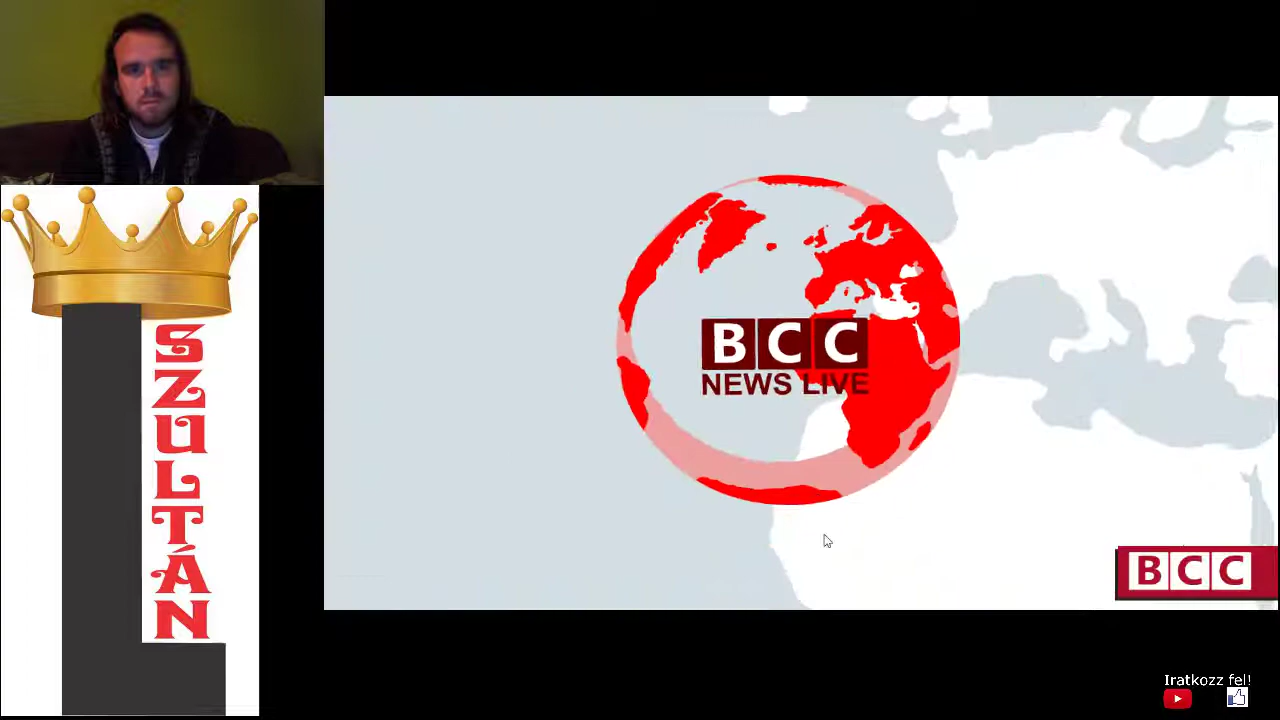 L
SZULTÁN
BCC
NEWS LIVE
BCC
Iratkozz fel!